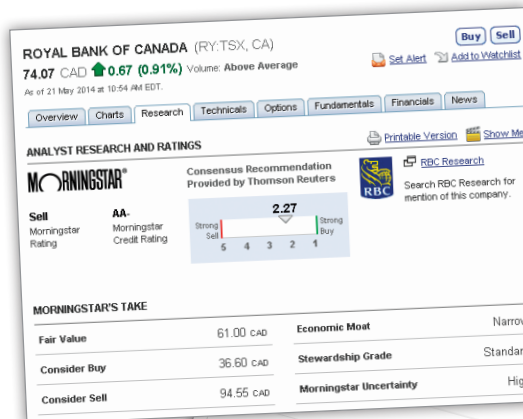 ROYAL BANK OF CANADA (RY:TSX, CA)
Buy Sell
74.07 CAD 0.67 (0.91%) Volume: Above Average
Set Alert Add to Watchlist
As of 21 May 2014 at 10:54 AM EDT.
Overview Charts Research Technicals Options Fundamentals Financials News
Printable Version Show Me
ANALYST RESEARCH AND RATINGS
MORNINGSTAR®
Consensus Recommendation
Provided by Thomson Reuters
RBC
RBC Research
Search RBC Research for
mention of this company.
Sell
Morningstar
Rating
AA-
Morningstar
Credit Rating
2.27
Strong
Sell
Strong
Buy
5 4 3 2 1
MORNINGSTAR'S TAKE
Fair Value 61.00 CAD
Economic Moat Narrow
Consider Buy 36.60 CAD
Stewardship Grade Standar
Consider Sell 94.55 CAD
Morningstar Uncertainty Hig